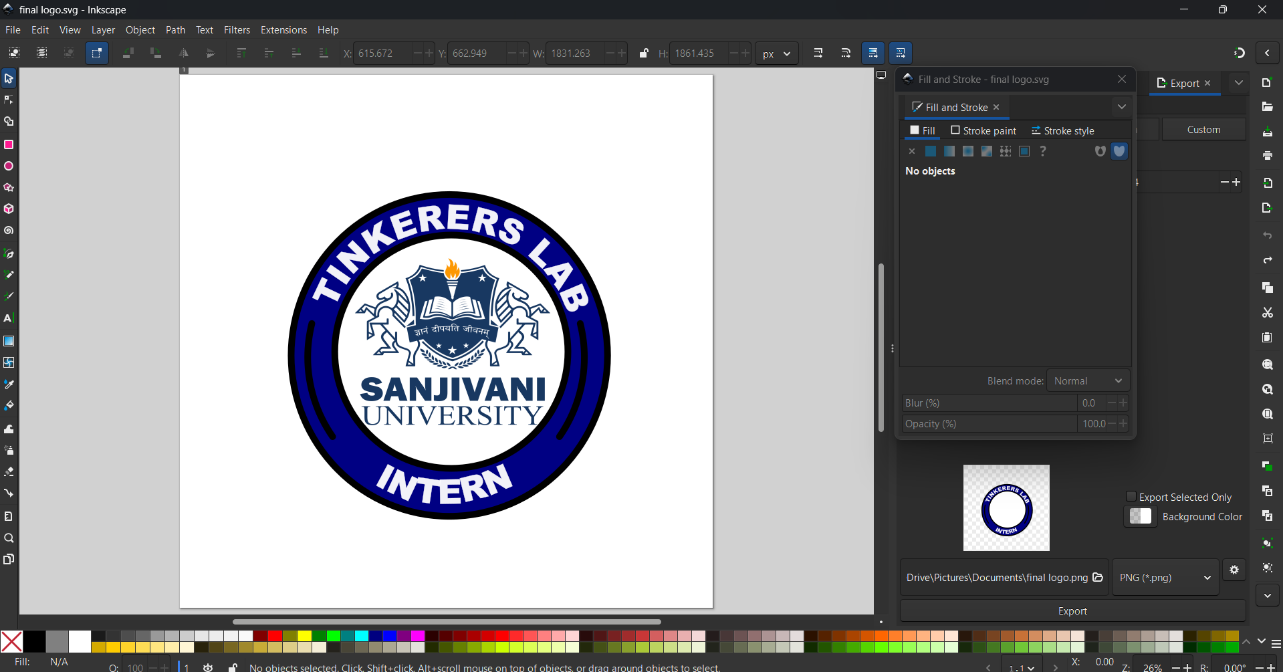 final logo.svg - Inkscape
File Edit View Layer Object Path Text Filters Extensions Help
X: 615.672 Y: 662.949 W: 1831.263 H: 1861.435 px
1
Fill and Stroke - final logo.svg
Export
Fill and Stroke
Custom
Fill Stroke paint Stroke style
?
No objects
TINKERERS LAB
ज्ञानं दीपयति जीवनम्
SANJIVANI
UNIVERSITY
INTERN
Blend mode: Normal
Blur (%) 0.0
Opacity (%) 100.0
TINKERERS LAB
INTERN
Export Selected Only
Background Color
Drive\Pictures\Documents\final logo.png
PNG (*.png)
Export
Fill: N/A
O: 100
1
No objects selected. Click, Shift+click, Alt+scroll mouse on top of objects, or drag around objects to select.
1-1
X: 0.00 Z: 26% R: 0.00°